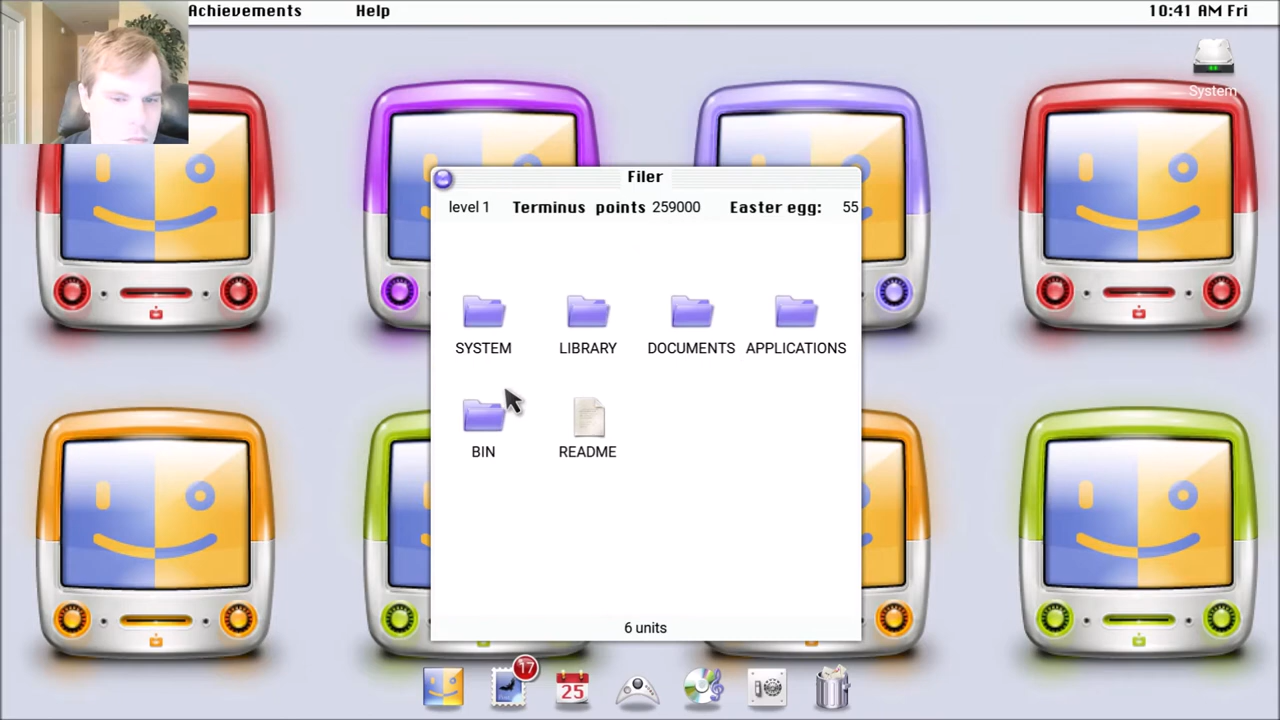 Achievements Help 10:41 AM Fri
System
Filer
level 1 Terminus points 259000 Easter egg: 55
SYSTEM LIBRARY DOCUMENTS APPLICATIONS
BIN README
6 units
17
25